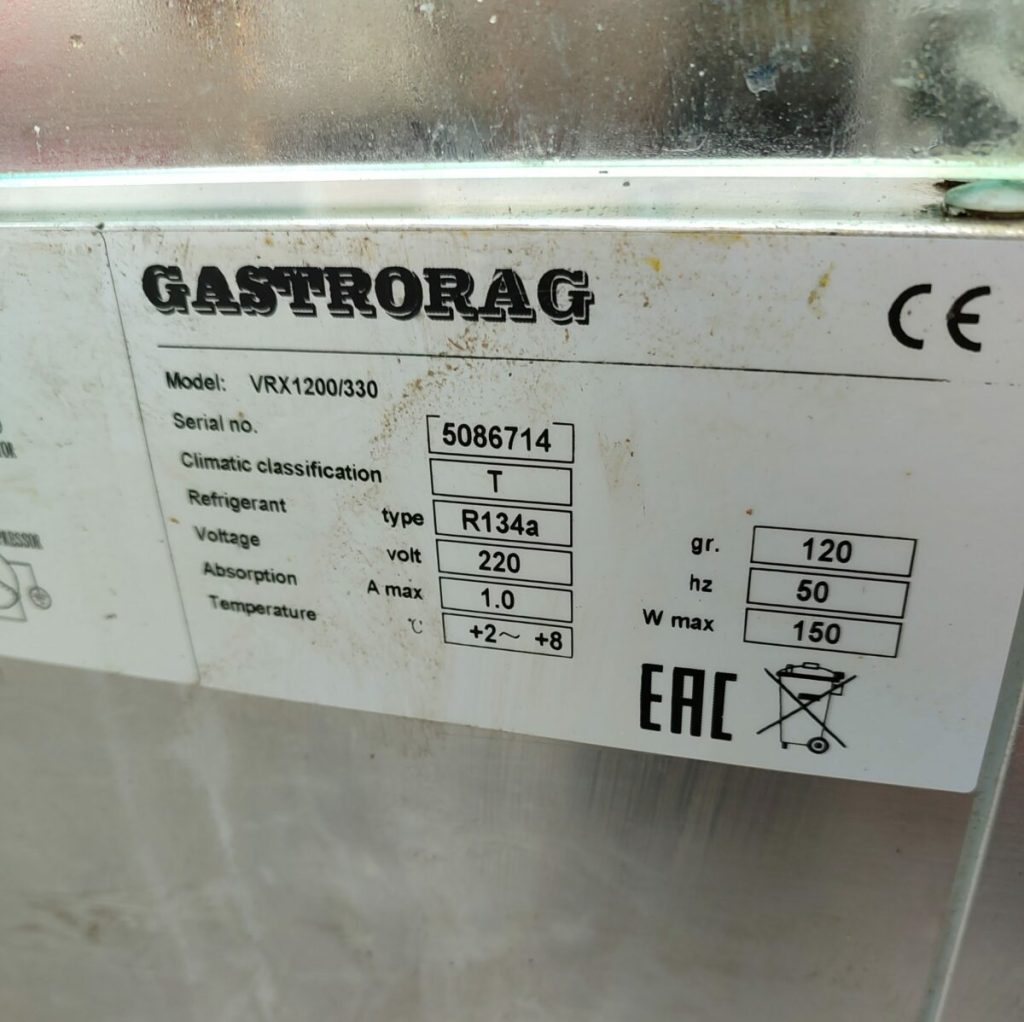 GASTRORAG
CE
Model: VRX1200/330
Serial no. 5086714
Climatic classification T
Refrigerant type R134a gr. 120
Voltage volt 220 hz 50
Absorption A max 1.0 W max 150
Temperature ℃ +2~ +8
EAC